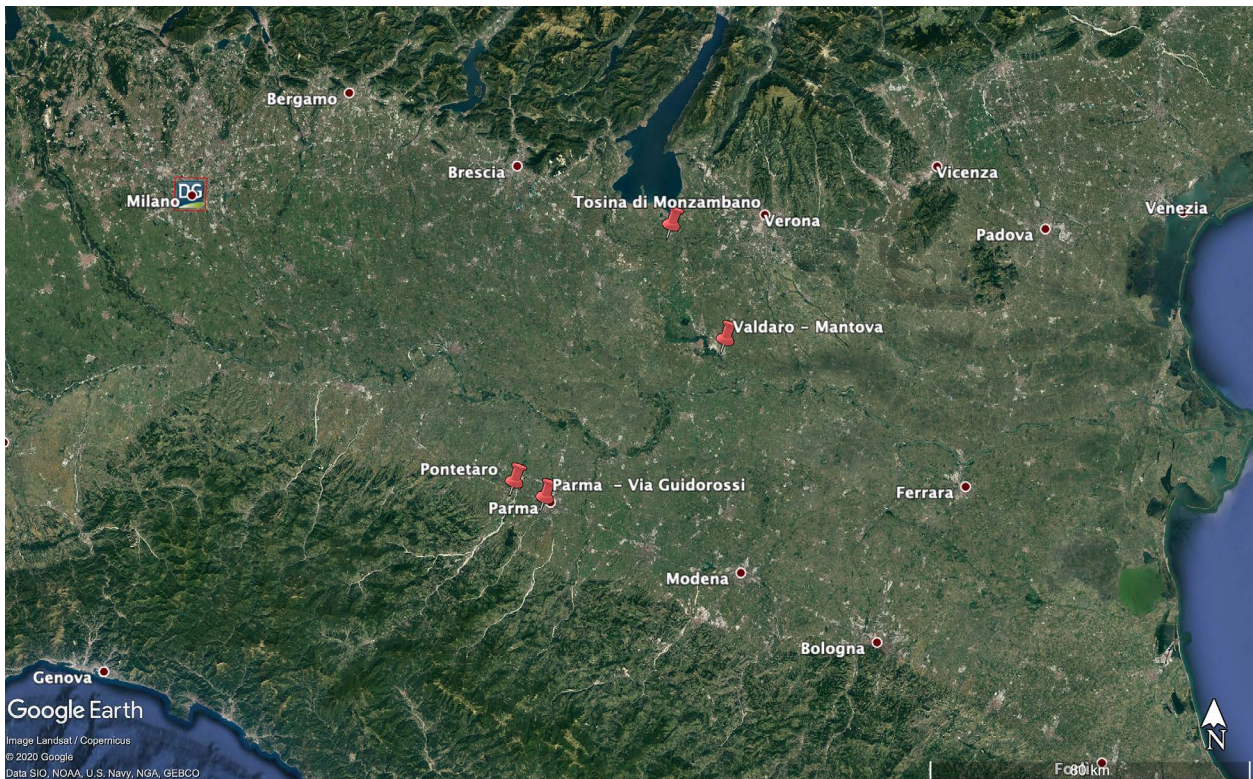 Bergamo
Brescia
Vicenza
DG
Milano
Tosina di Monzambano
Verona
Venezia
Padova
Valdaro – Mantova
Pontetaro
Parma – Via Guidorossi
Parma
Ferrara
Modena
Bologna
Genova
Google Earth
Image Landsat / Copernicus
© 2020 Google
Data SIO, NOAA, U.S. Navy, NGA, GEBCO
N
80 km